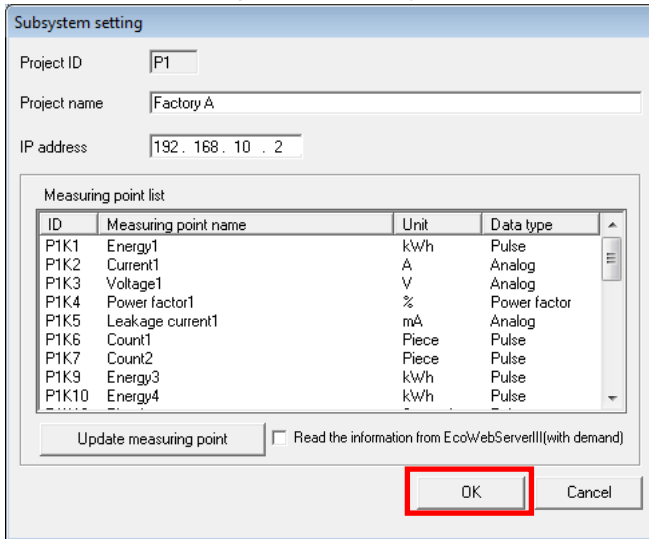 Subsystem setting
Project ID P1
Project name Factory A
IP address 192 . 168 . 10 . 2
Measuring point list
ID Measuring point name Unit Data type
P1K1 Energy1 kWh Pulse
P1K2 Current1 A Analog
P1K3 Voltage1 V Analog
P1K4 Power factor1 % Power factor
P1K5 Leakage current1 mA Analog
P1K6 Count1 Piece Pulse
P1K7 Count2 Piece Pulse
P1K9 Energy3 kWh Pulse
P1K10 Energy4 kWh Pulse
Update measuring point Read the information from EcoWebServerIII(with demand)
OK Cancel